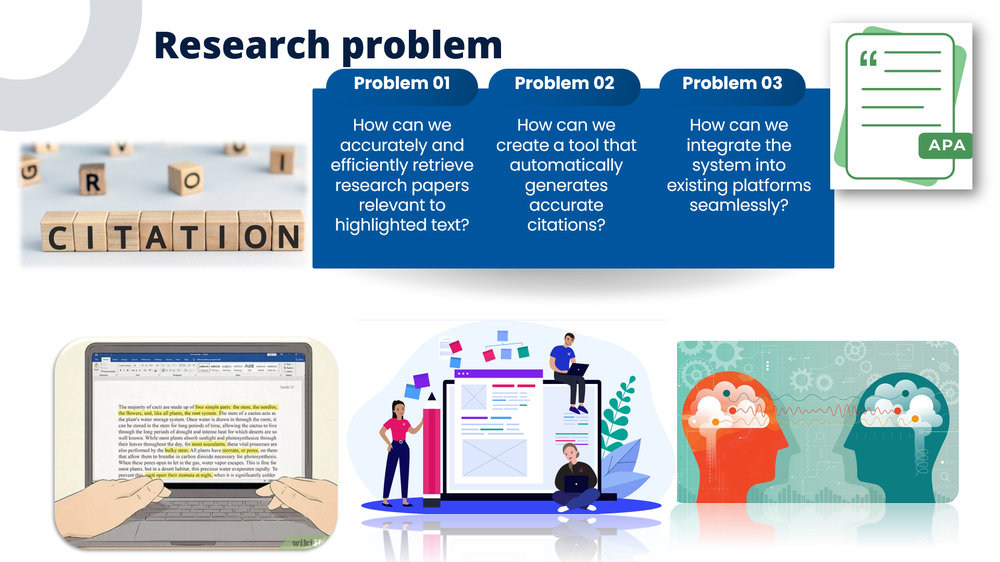 Research problem
Problem 01
How can we
accurately and
efficiently retrieve
research papers
relevant to
highlighted text?
Problem 02
How can we
create a tool that
automatically
generates
accurate
citations?
Problem 03
How can we
integrate the
system into
existing platforms
seamlessly?
“
APA
G R O I
CITATION
Smith 32
The majority of cacti are made up of four simple parts: the stem, the needles,
the flowers, and, like all plants, the root system. The stem of a cactus acts as
the plant's water storage system. Once water is drawn in through the roots, it
can be stored in the stem for long periods of time, allowing the cactus to live
through the long periods of drought and intense heat for which deserts are so
well known. While most plants absorb sunlight and photosynthesize through
their leaves throughout the day, for most succulents, these vital processes are
also performed by the bulky stem. All plants have stomata, or pores, on them
that allow them to breathe in carbon dioxide necessary for photosynthesis.
When these pores open to let in the gas, water vapor escapes. This is fine for
most plants, but in a desert habitat, this precious water evaporates rapidly. To
prevent this, cacti open their stomata at night, when it is significantly colder
wikiH